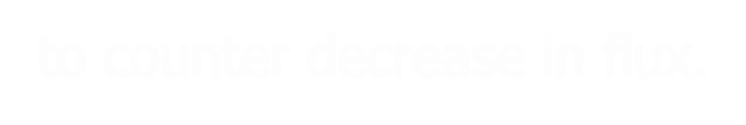 to counter decrease in flux.